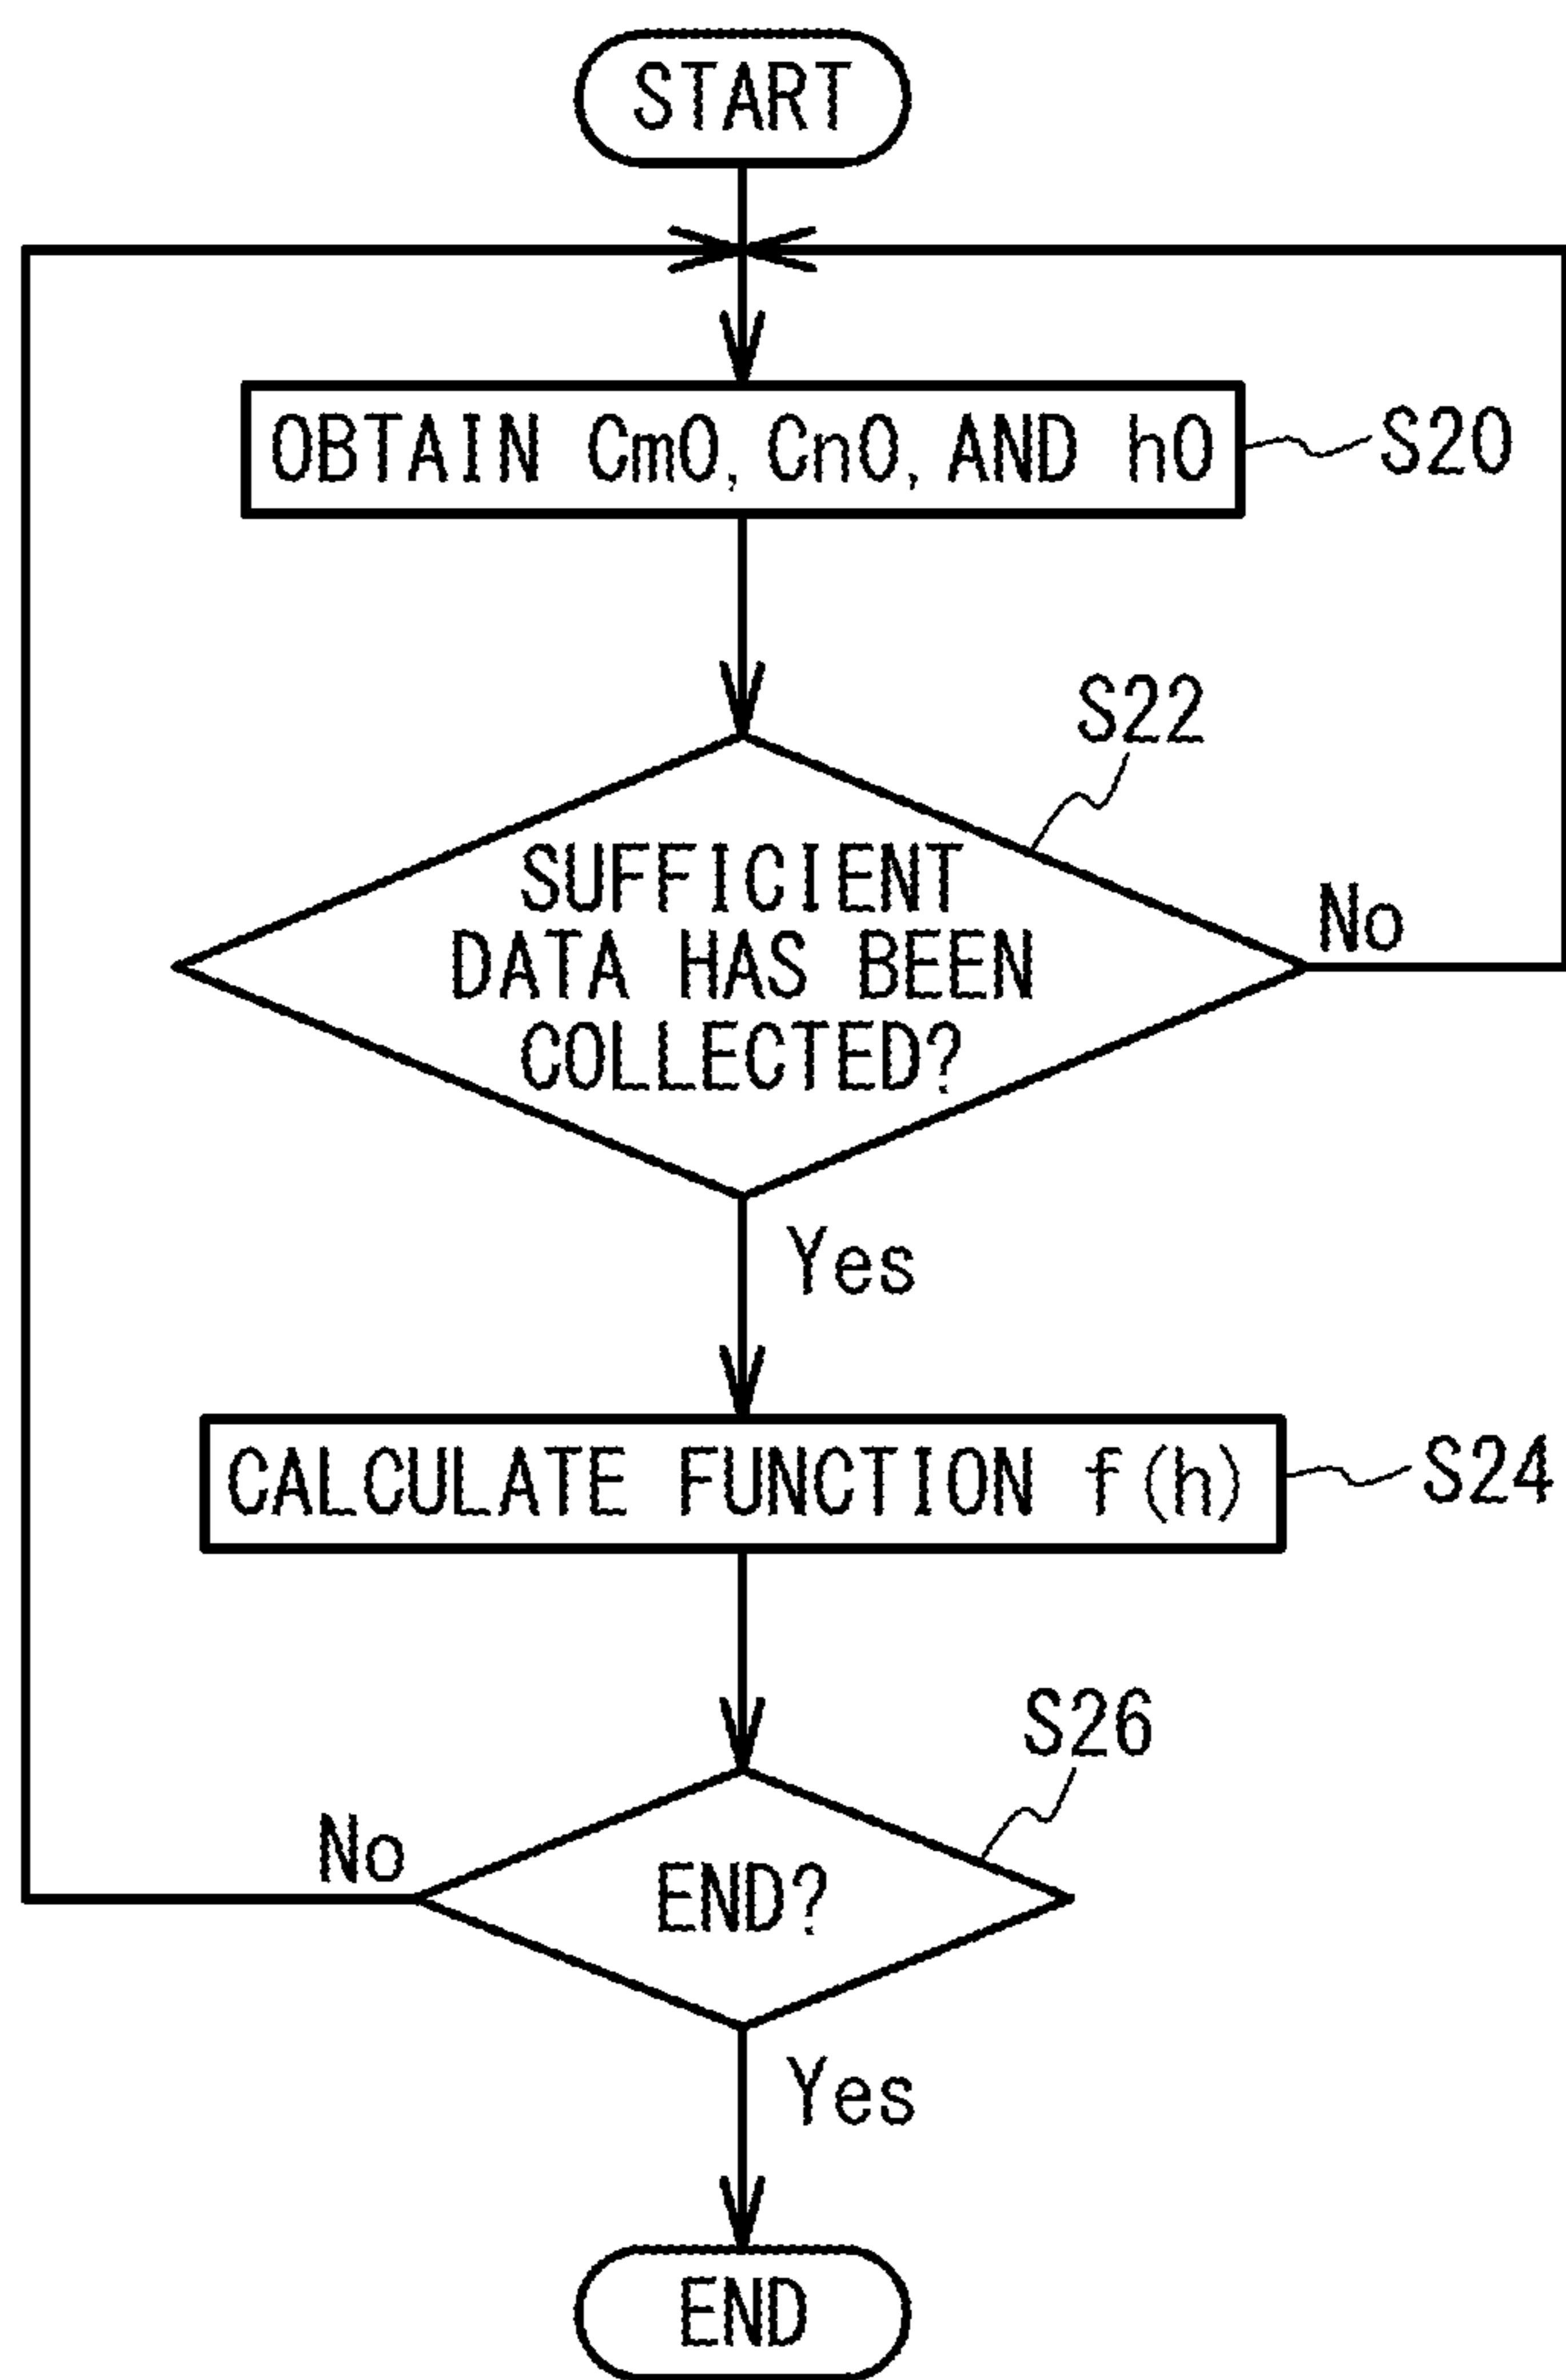 START
OBTAIN Cm0, Cn0, AND h0
S20
S22
SUFFICIENT
DATA HAS BEEN
COLLECTED?
No
Yes
CALCULATE FUNCTION f(h)
S24
S26
No
END?
Yes
END